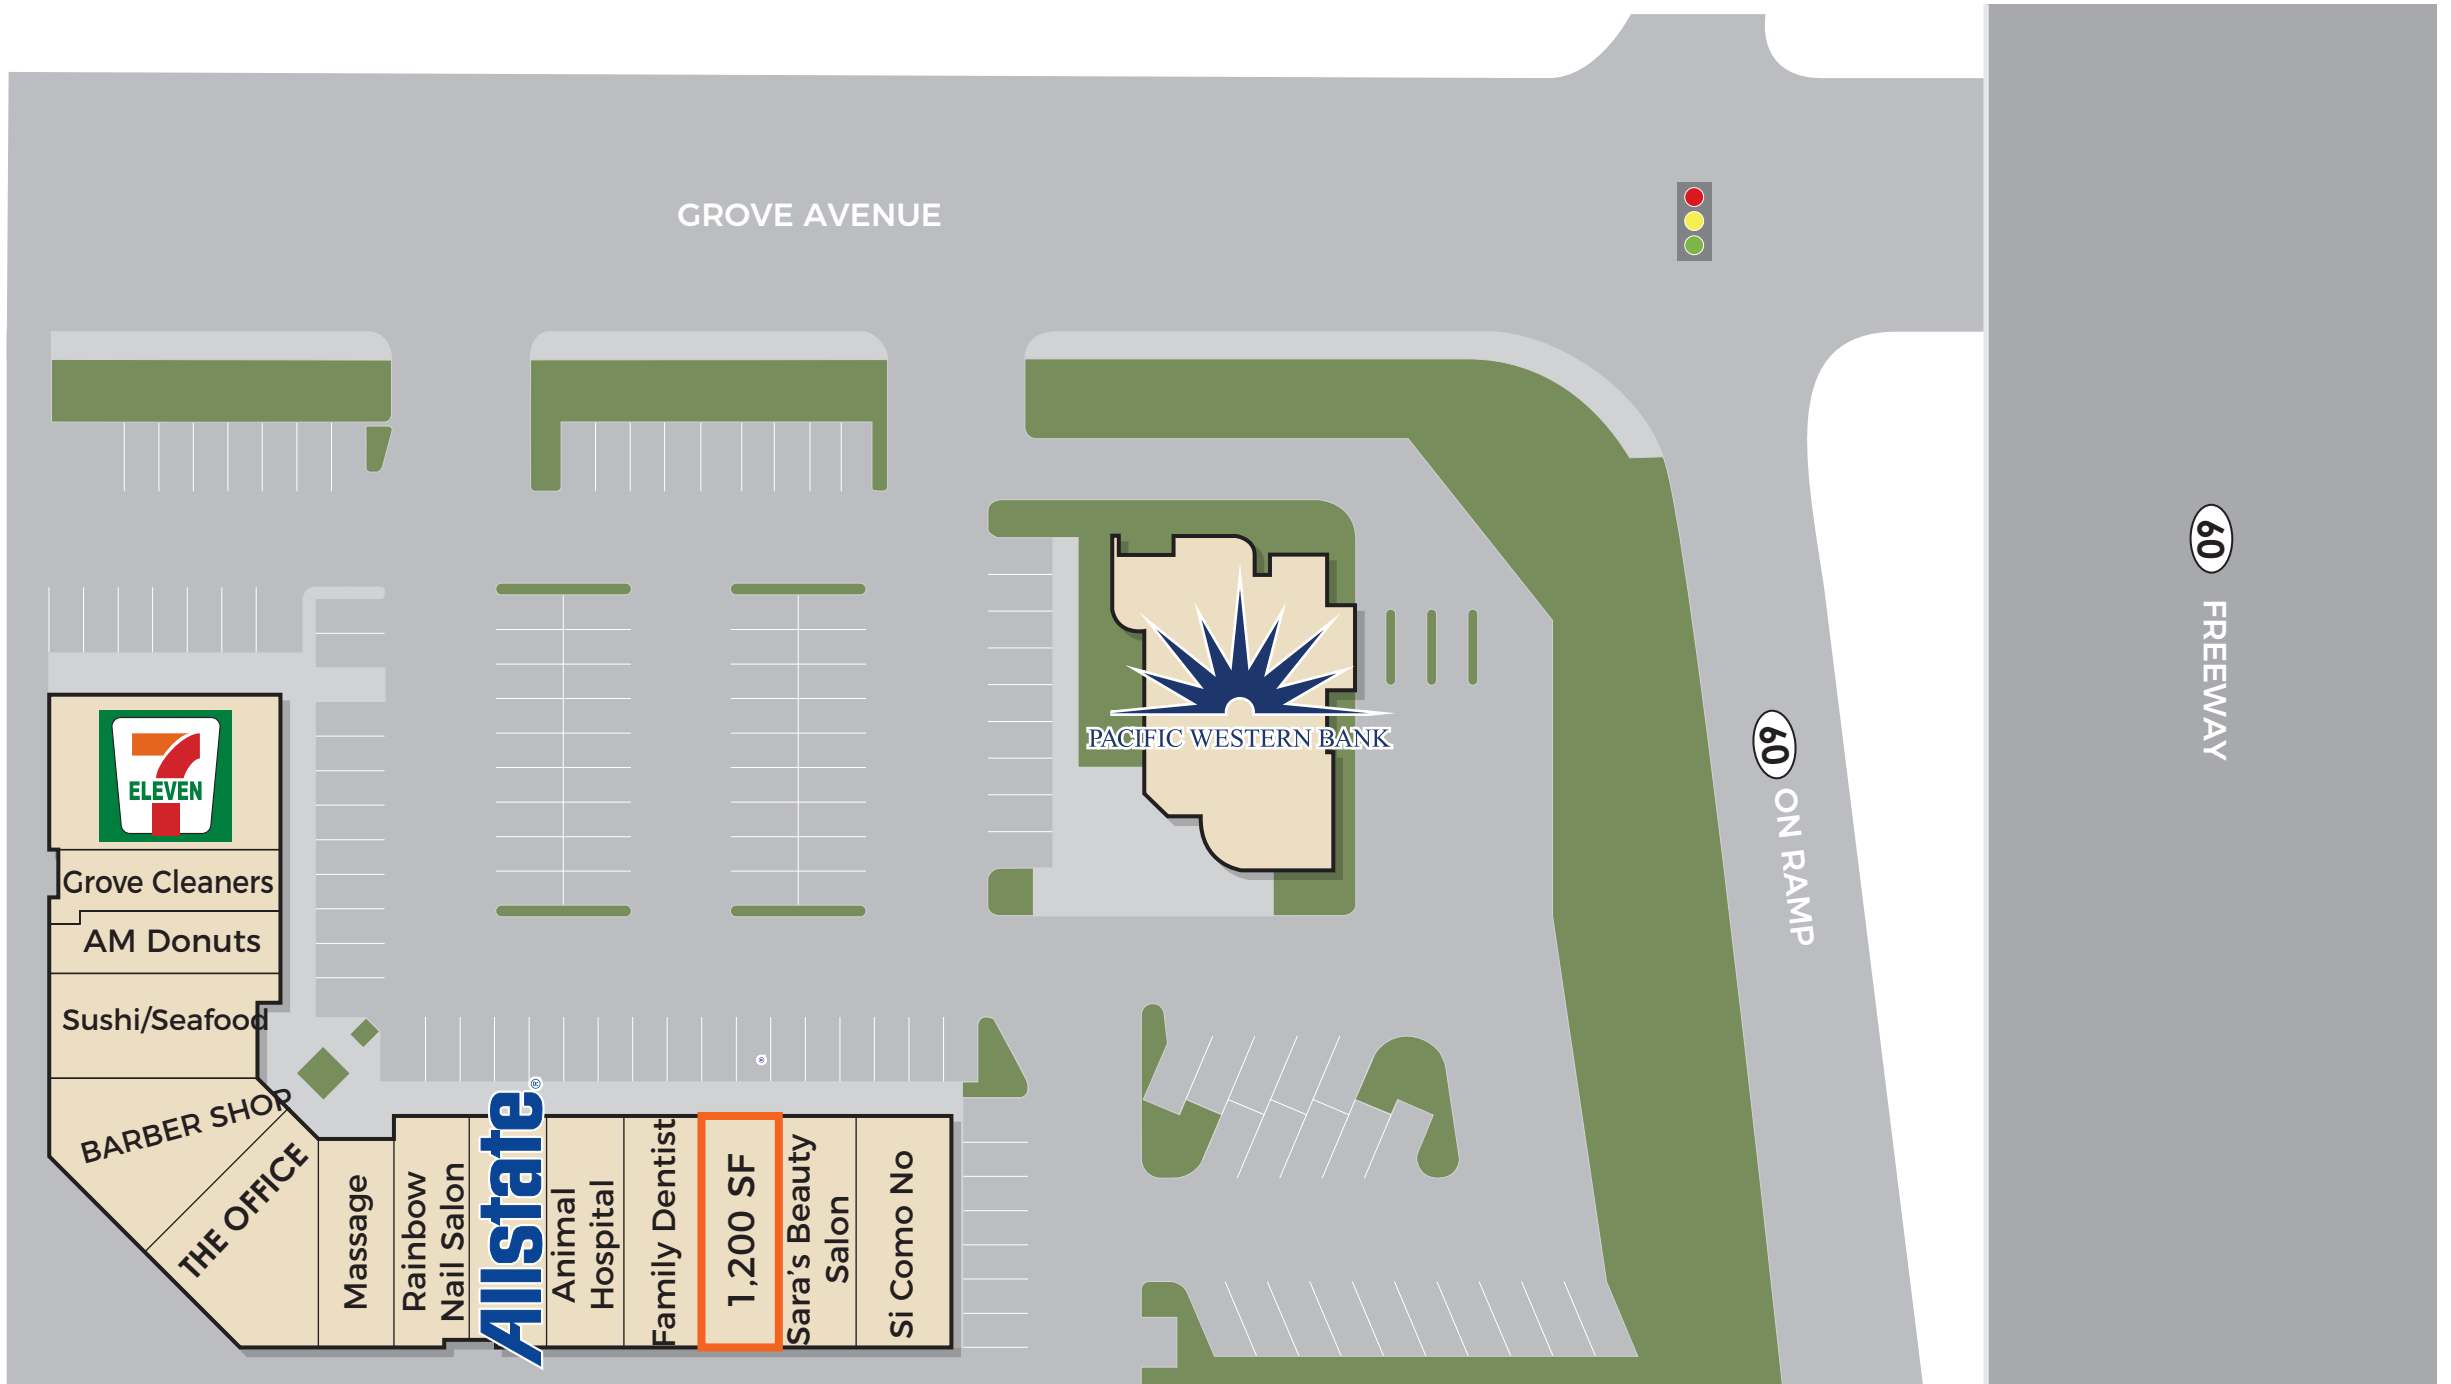 GROVE AVENUE
60 FREEWAY
60 ON RAMP
PACIFIC WESTERN BANK
7
ELEVEN
Grove Cleaners
AM Donuts
Sushi/Seafood
BARBER SHOP
THE OFFICE
Massage
Rainbow
Nail Salon
Allstate®
Animal
Hospital
Family Dentist
1,200 SF
Sara's Beauty
Salon
Si Como No
®